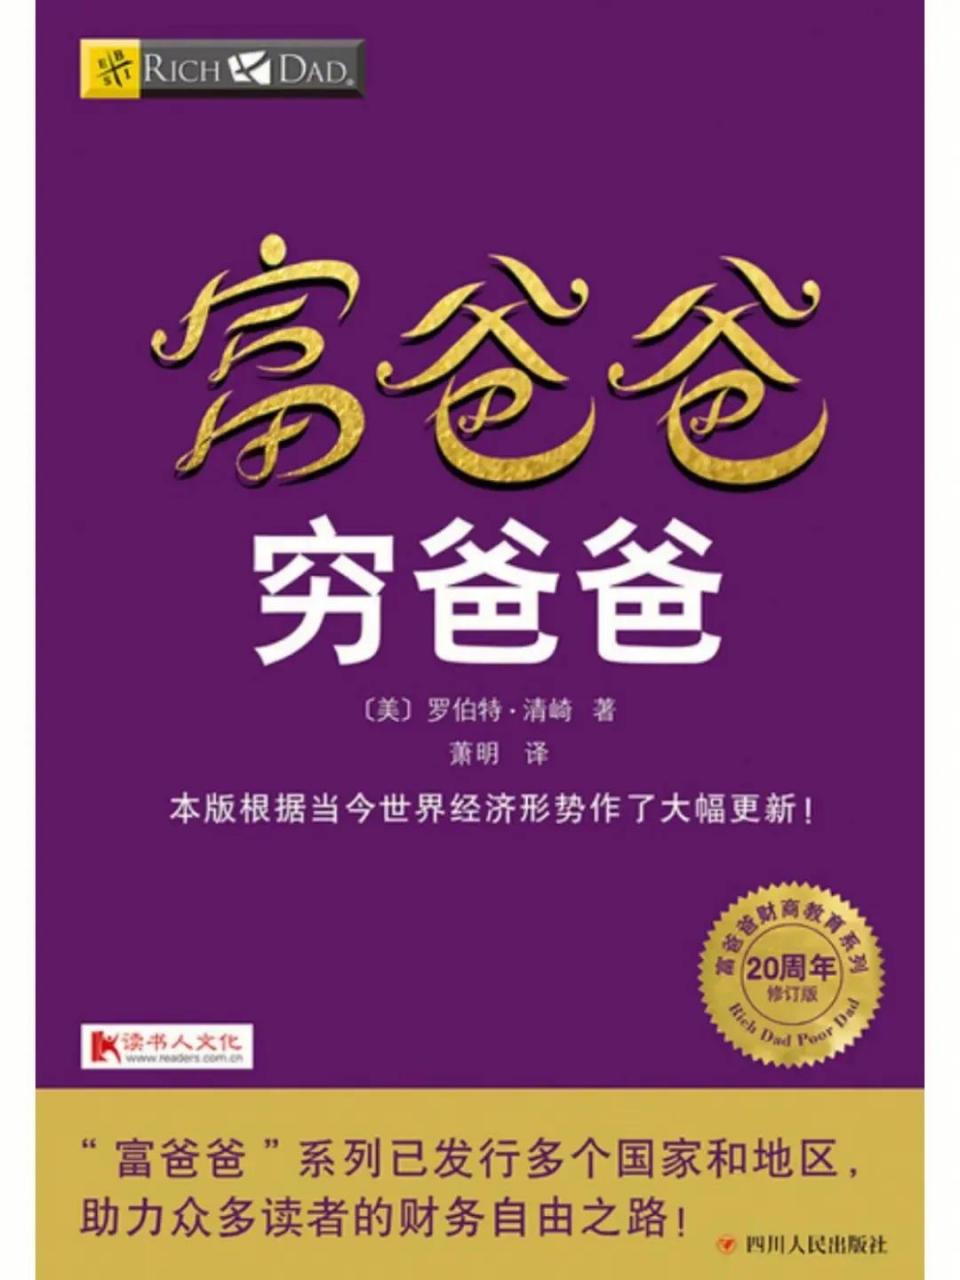 E B S I RICH DAD®
富爸爸
穷爸爸
〔美〕罗伯特·清崎 著
萧明 译
本版根据当今世界经济形势作了大幅更新！
富爸爸财商教育系列
20周年
修订版
Rich Dad Poor Dad
读书人文化
www.readers.com.cn
“富爸爸”系列已发行多个国家和地区，
助力众多读者的财务自由之路！
四川人民出版社